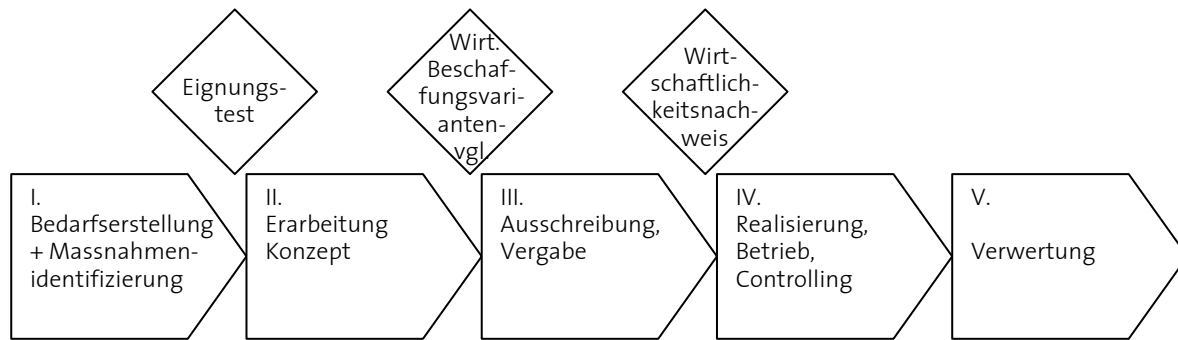 Eignungs-
test
Wirt.
Beschaf-
fungsvari-
anten-
vgl.
Wirt-
schaftlich-
keitsnach-
weis
I.
Bedarfserstellung
+ Massnahmen-
identifizierung
II.
Erarbeitung
Konzept
III.
Ausschreibung,
Vergabe
IV.
Realisierung,
Betrieb,
Controlling
V.
Verwertung